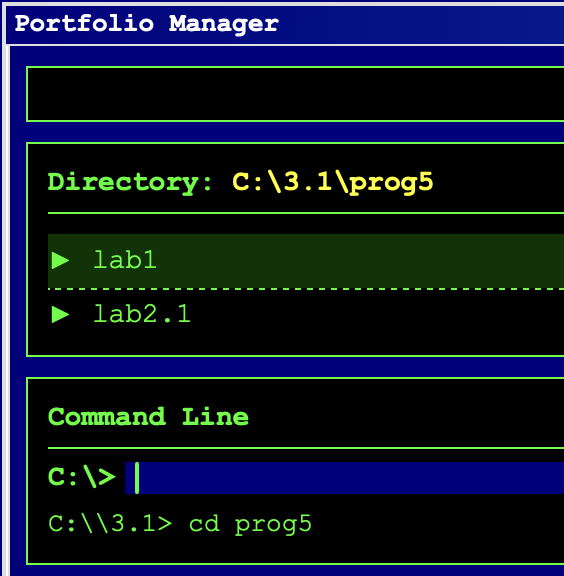 Portfolio Manager
Directory: C:\3.1\prog5
▶ lab1
▶ lab2.1
Command Line
C:\>
C:\\3.1> cd prog5